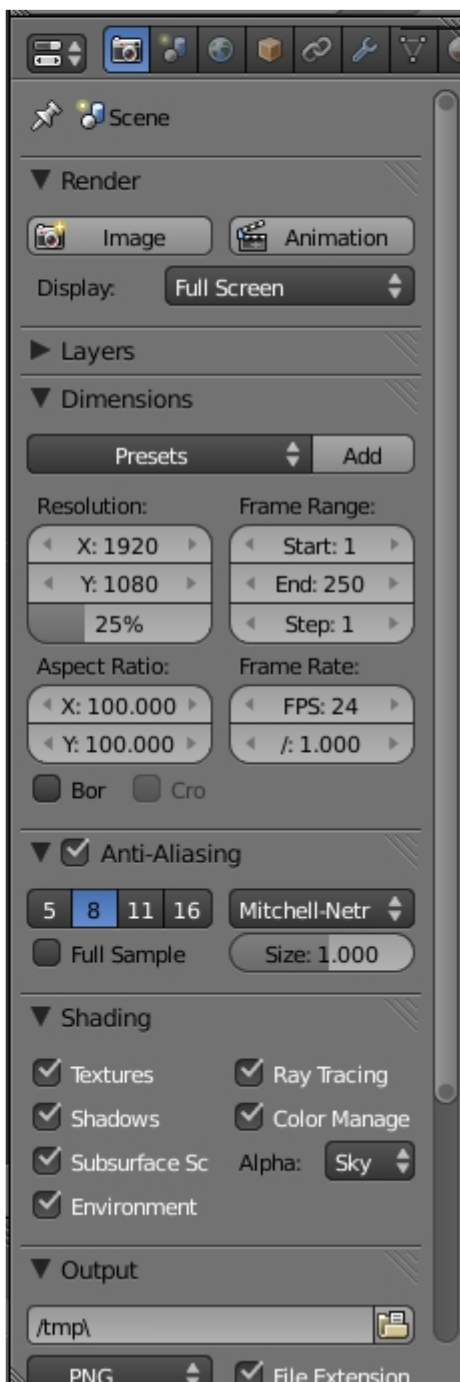 Scene
Render
Image Animation
Display: Full Screen
Layers
Dimensions
Presets Add
Resolution: Frame Range:
X: 1920 Start: 1
Y: 1080 End: 250
25% Step: 1
Aspect Ratio: Frame Rate:
X: 100.000 FPS: 24
Y: 100.000 /: 1.000
Bor Cro
Anti-Aliasing
5 8 11 16 Mitchell-Netr
Full Sample Size: 1.000
Shading
Textures Ray Tracing
Shadows Color Manage
Subsurface Sc Alpha: Sky
Environment
Output
/tmp\
PNG File Extension